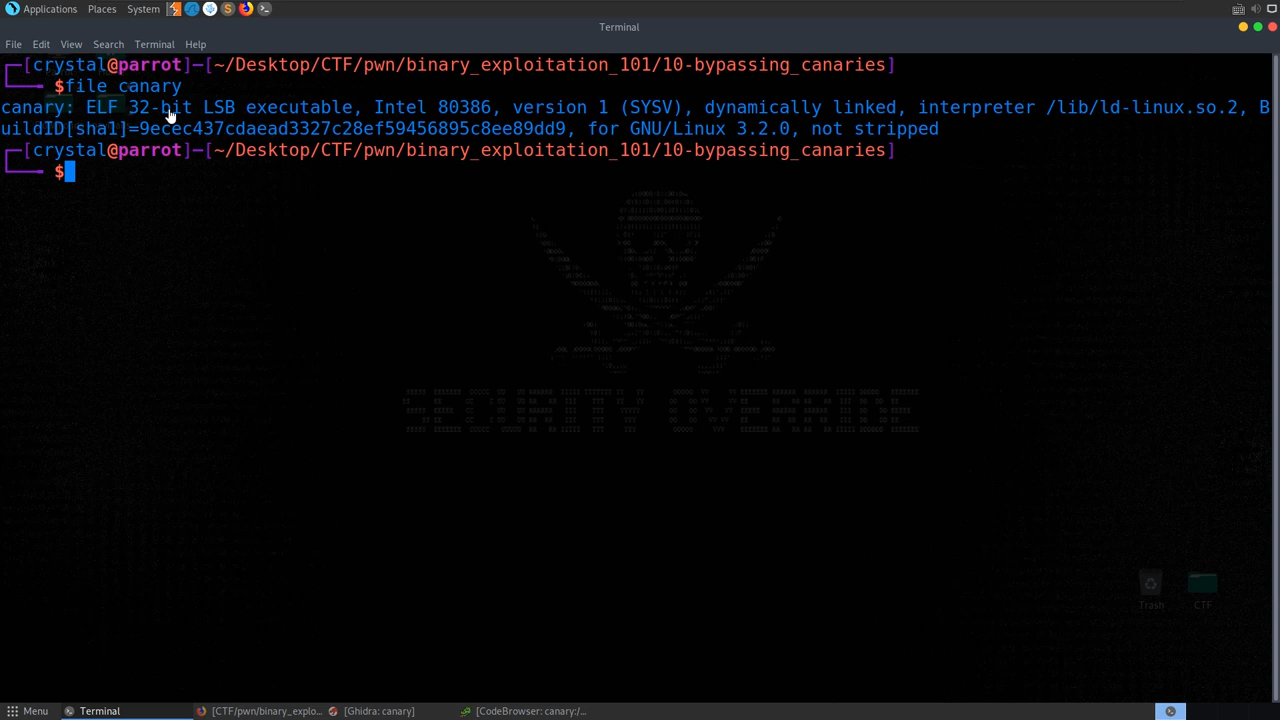 Applications Places System
Terminal
File Edit View Search Terminal Help
┌─[crystal@parrot]─[~/Desktop/CTF/pwn/binary_exploitation_101/10-bypassing_canaries]
└──╼ $file canary
canary: ELF 32-bit LSB executable, Intel 80386, version 1 (SYSV), dynamically linked, interpreter /lib/ld-linux.so.2, B
uildID[sha1]=9ecec437cdaead3327c28ef59456895c8ee89dd9, for GNU/Linux 3.2.0, not stripped
┌─[crystal@parrot]─[~/Desktop/CTF/pwn/binary_exploitation_101/10-bypassing_canaries]
└──╼ $
Trash CTF
Menu Terminal [CTF/pwn/binary_explo... [Ghidra: canary] [CodeBrowser: canary:/...